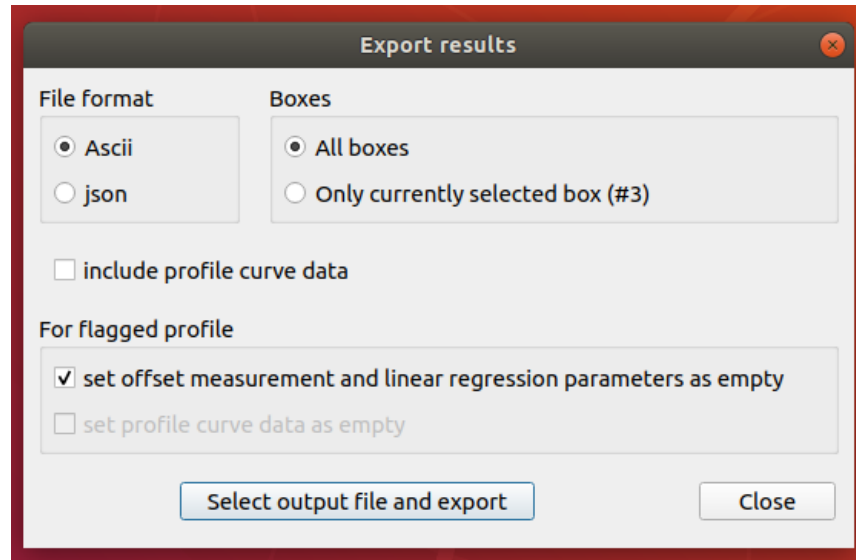 Export results
File format
Boxes
Ascii
All boxes
json
Only currently selected box (#3)
include profile curve data
For flagged profile
set offset measurement and linear regression parameters as empty
set profile curve data as empty
Select output file and export
Close